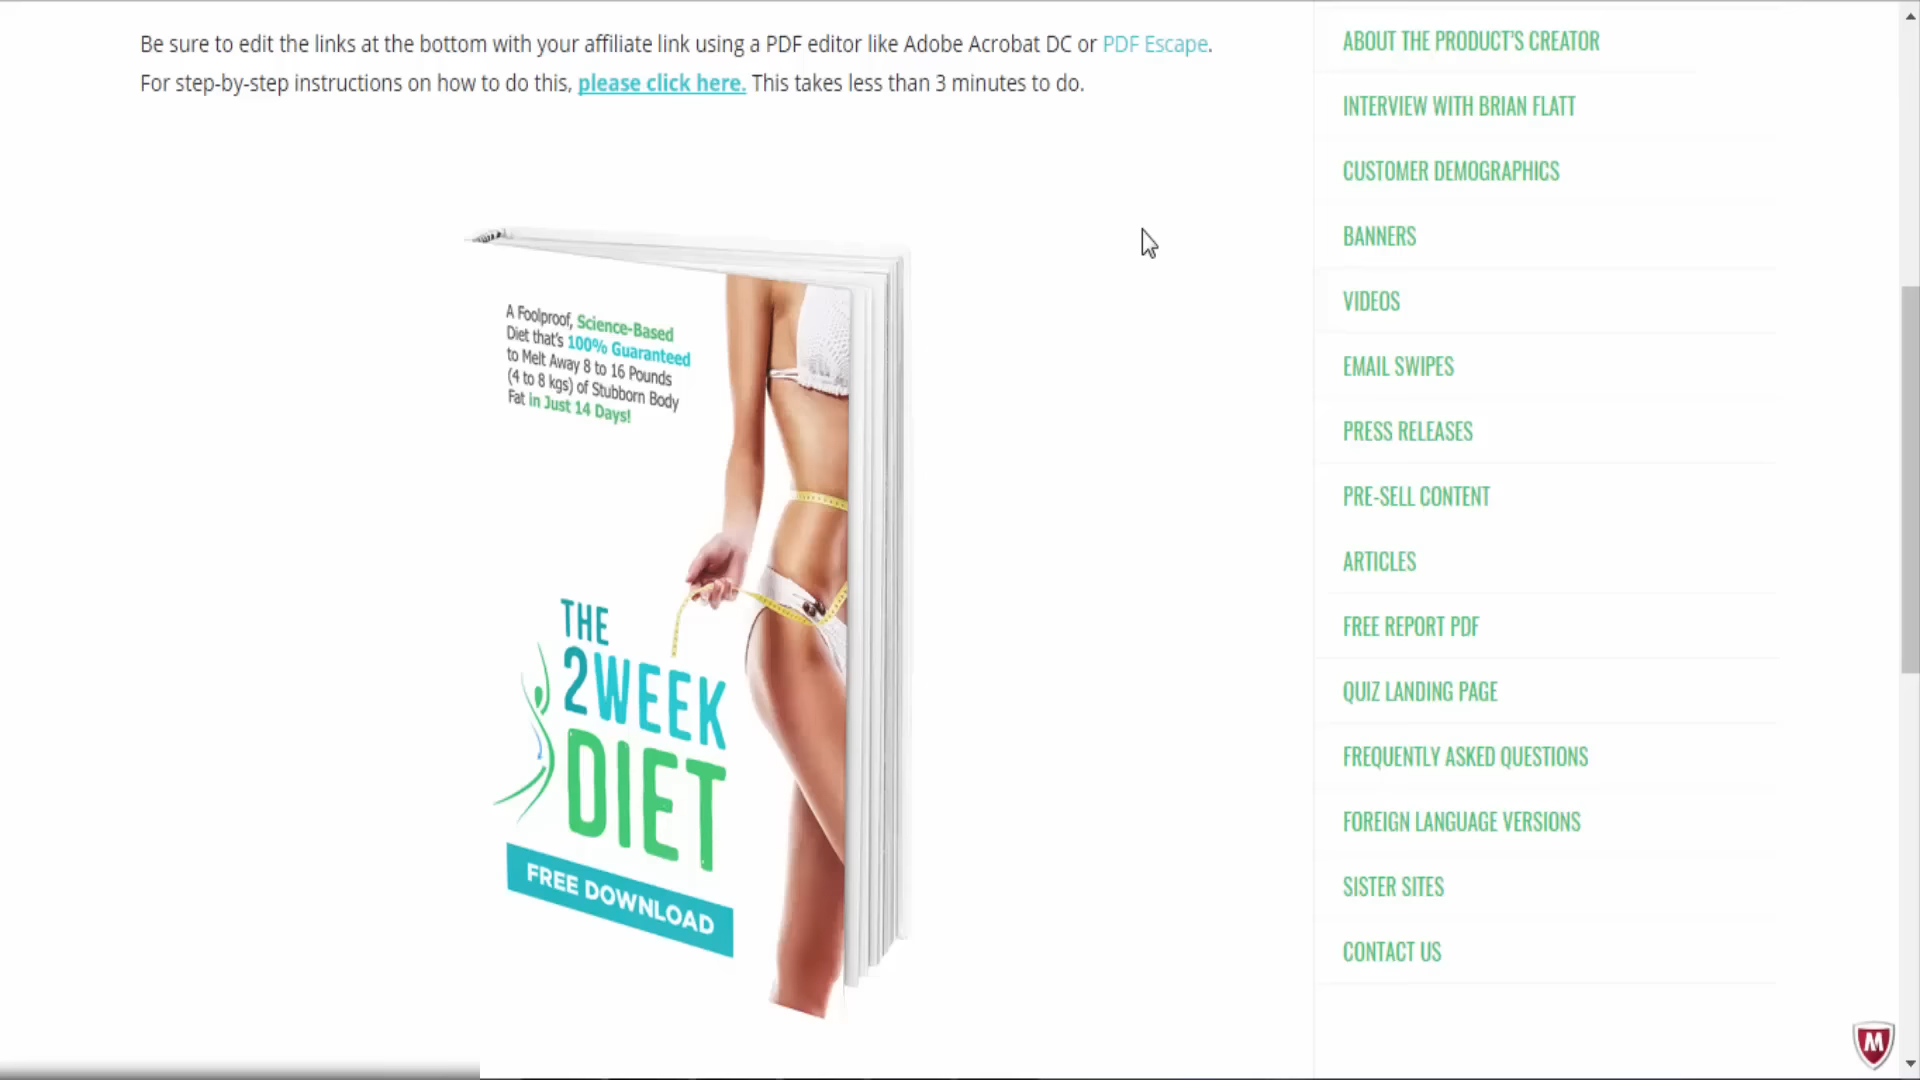 Be sure to edit the links at the bottom with your affiliate link using a PDF editor like Adobe Acrobat DC or PDF Escape.
For step-by-step instructions on how to do this, please click here. This takes less than 3 minutes to do.
A Foolproof, Science-Based
Diet that's 100% Guaranteed
to Melt Away 8 to 16 Pounds
(4 to 8 kgs) of Stubborn Body
Fat in Just 14 Days!
THE
2 WEEK
DIET
FREE DOWNLOAD
ABOUT THE PRODUCT'S CREATOR
INTERVIEW WITH BRIAN FLATT
CUSTOMER DEMOGRAPHICS
BANNERS
VIDEOS
EMAIL SWIPES
PRESS RELEASES
PRE-SELL CONTENT
ARTICLES
FREE REPORT PDF
QUIZ LANDING PAGE
FREQUENTLY ASKED QUESTIONS
FOREIGN LANGUAGE VERSIONS
SISTER SITES
CONTACT US
M